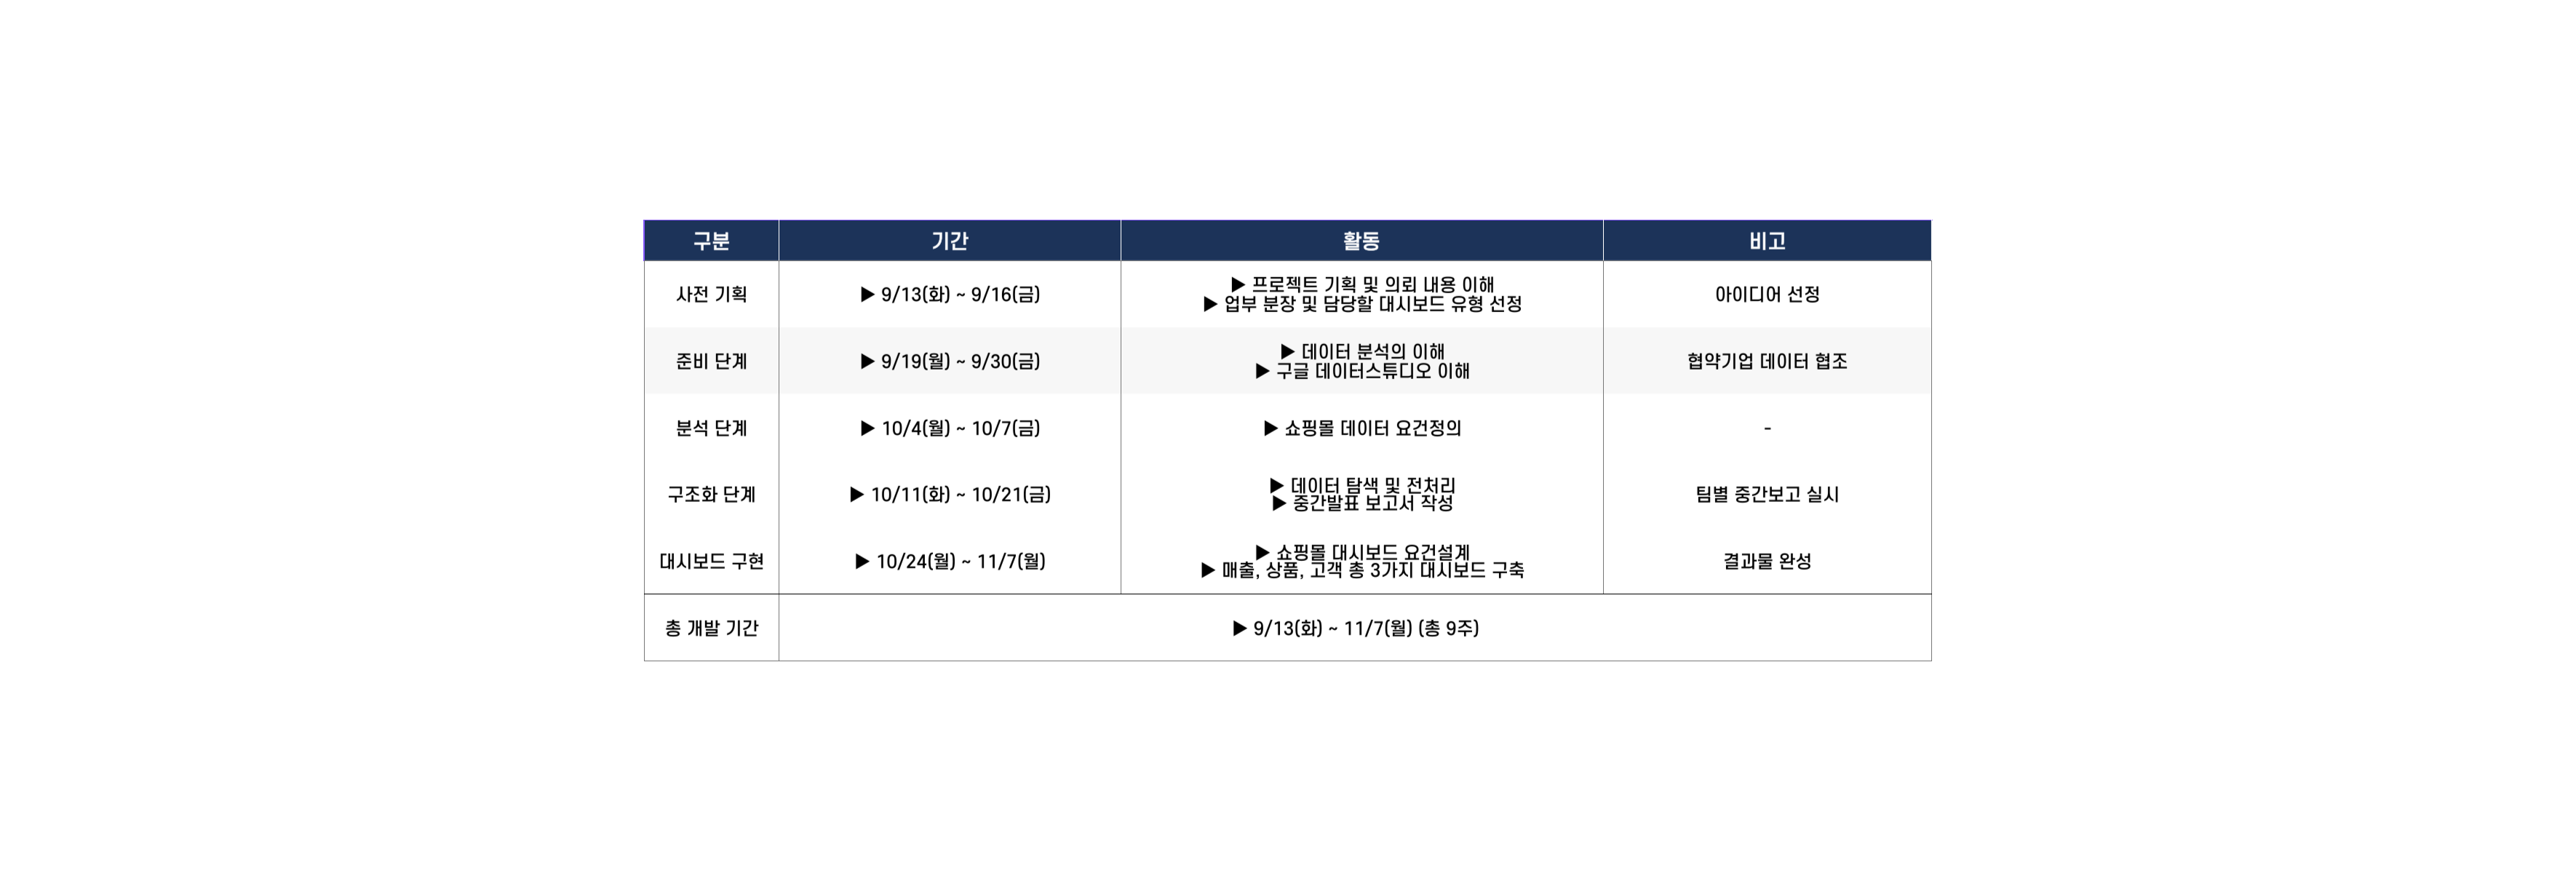 구분 기간 활동 비고
사전 기획 ▶ 9/13(화) ~ 9/16(금) ▶ 프로젝트 기획 및 의뢰 내용 이해 아이디어 선정
▶ 업부 분장 및 담당할 대시보드 유형 선정
준비 단계 ▶ 9/19(월) ~ 9/30(금) ▶ 데이터 분석의 이해 협약기업 데이터 협조
▶ 구글 데이터스튜디오 이해
분석 단계 ▶ 10/4(월) ~ 10/7(금) ▶ 쇼핑몰 데이터 요건정의 -
구조화 단계 ▶ 10/11(화) ~ 10/21(금) ▶ 데이터 탐색 및 전처리 팀별 중간보고 실시
▶ 중간발표 보고서 작성
대시보드 구현 ▶ 10/24(월) ~ 11/7(월) ▶ 쇼핑몰 대시보드 요건설계 결과물 완성
▶ 매출, 상품, 고객 총 3가지 대시보드 구축
총 개발 기간 ▶ 9/13(화) ~ 11/7(월) (총 9주)